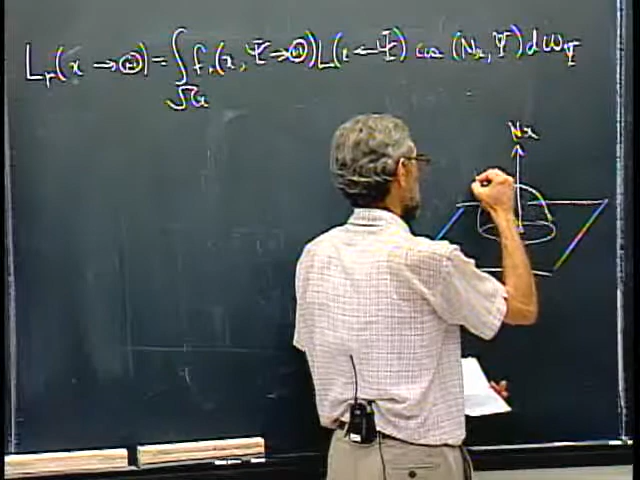 Lr(x → Θ) = ∫Ωx fr(x, Ψ→Θ) L(x ← Ψ) cos (Nx, Ψ) dωΨ
Nx